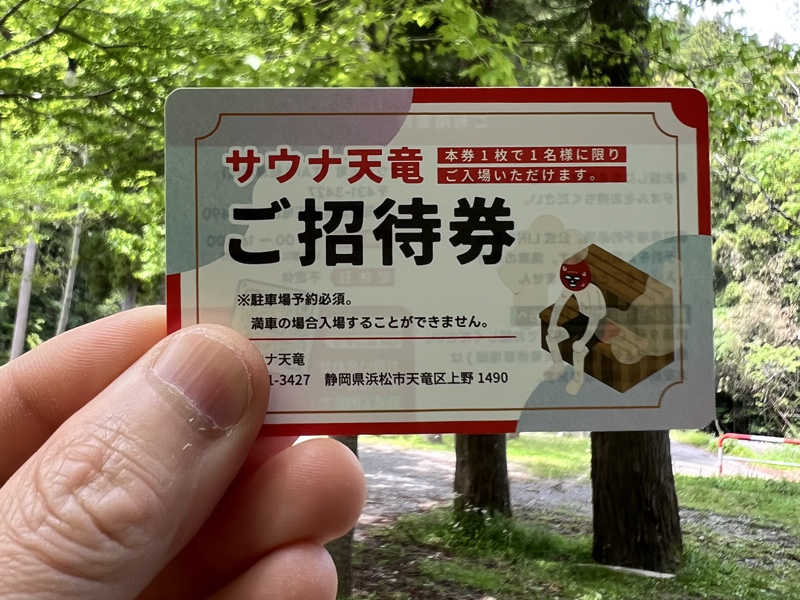 サウナ天竜
本券1枚で1名様に限り
ご入場いただけます。
ご招待券
※駐車場予約必須。
満車の場合入場することができません。
ナ天竜
1-3427 静岡県浜松市天竜区上野 1490